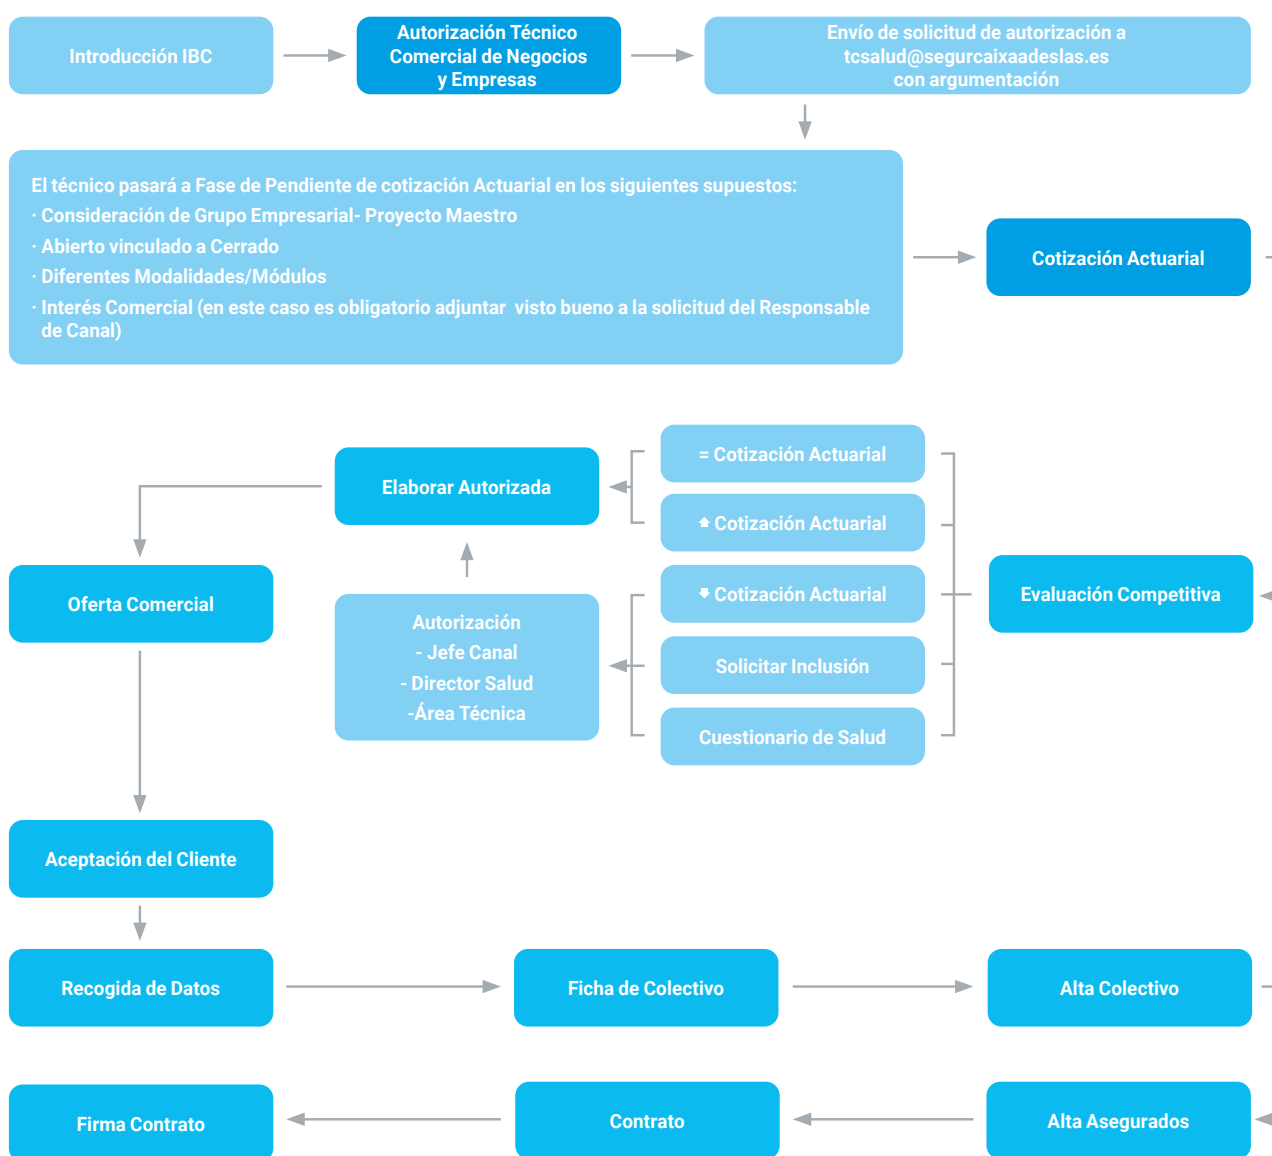 Introducción IBC
Autorización Técnico
Comercial de Negocios
y Empresas
Envío de solicitud de autorización a
tcsalud@segurcaixaadeslas.es
con argumentación
El técnico pasará a Fase de Pendiente de cotización Actuarial en los siguientes supuestos:
· Consideración de Grupo Empresarial- Proyecto Maestro
· Abierto vinculado a Cerrado
· Diferentes Modalidades/Módulos
· Interés Comercial (en este caso es obligatorio adjuntar  visto bueno a la solicitud del Responsable
de Canal)
Cotización Actuarial
= Cotización Actuarial
Elaborar Autorizada
Cotización Actuarial
Oferta Comercial
Cotización Actuarial
Evaluación Competitiva
Autorización
- Jefe Canal
- Director Salud
-Área Técnica
Solicitar Inclusión
Cuestionario de Salud
Aceptación del Cliente
Recogida de Datos
Ficha de Colectivo
Alta Colectivo
Firma Contrato
Contrato
Alta Asegurados